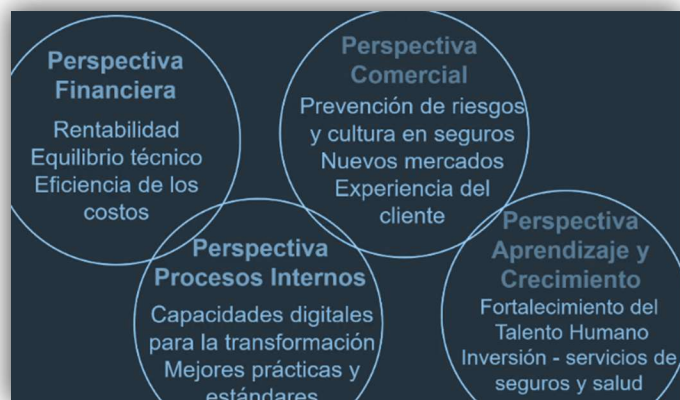 Perspectiva
Financiera
Rentabilidad
Equilibrio técnico
Eficiencia de los
costos
Perspectiva
Comercial
Prevención de riesgos
y cultura en seguros
Nuevos mercados
Experiencia del
cliente
Perspectiva
Procesos Internos
Capacidades digitales
para la transformación
Mejores prácticas y
estándares
Perspectiva
Aprendizaje y
Crecimiento
Fortalecimiento del
Talento Humano
Inversión - servicios de
seguros y salud